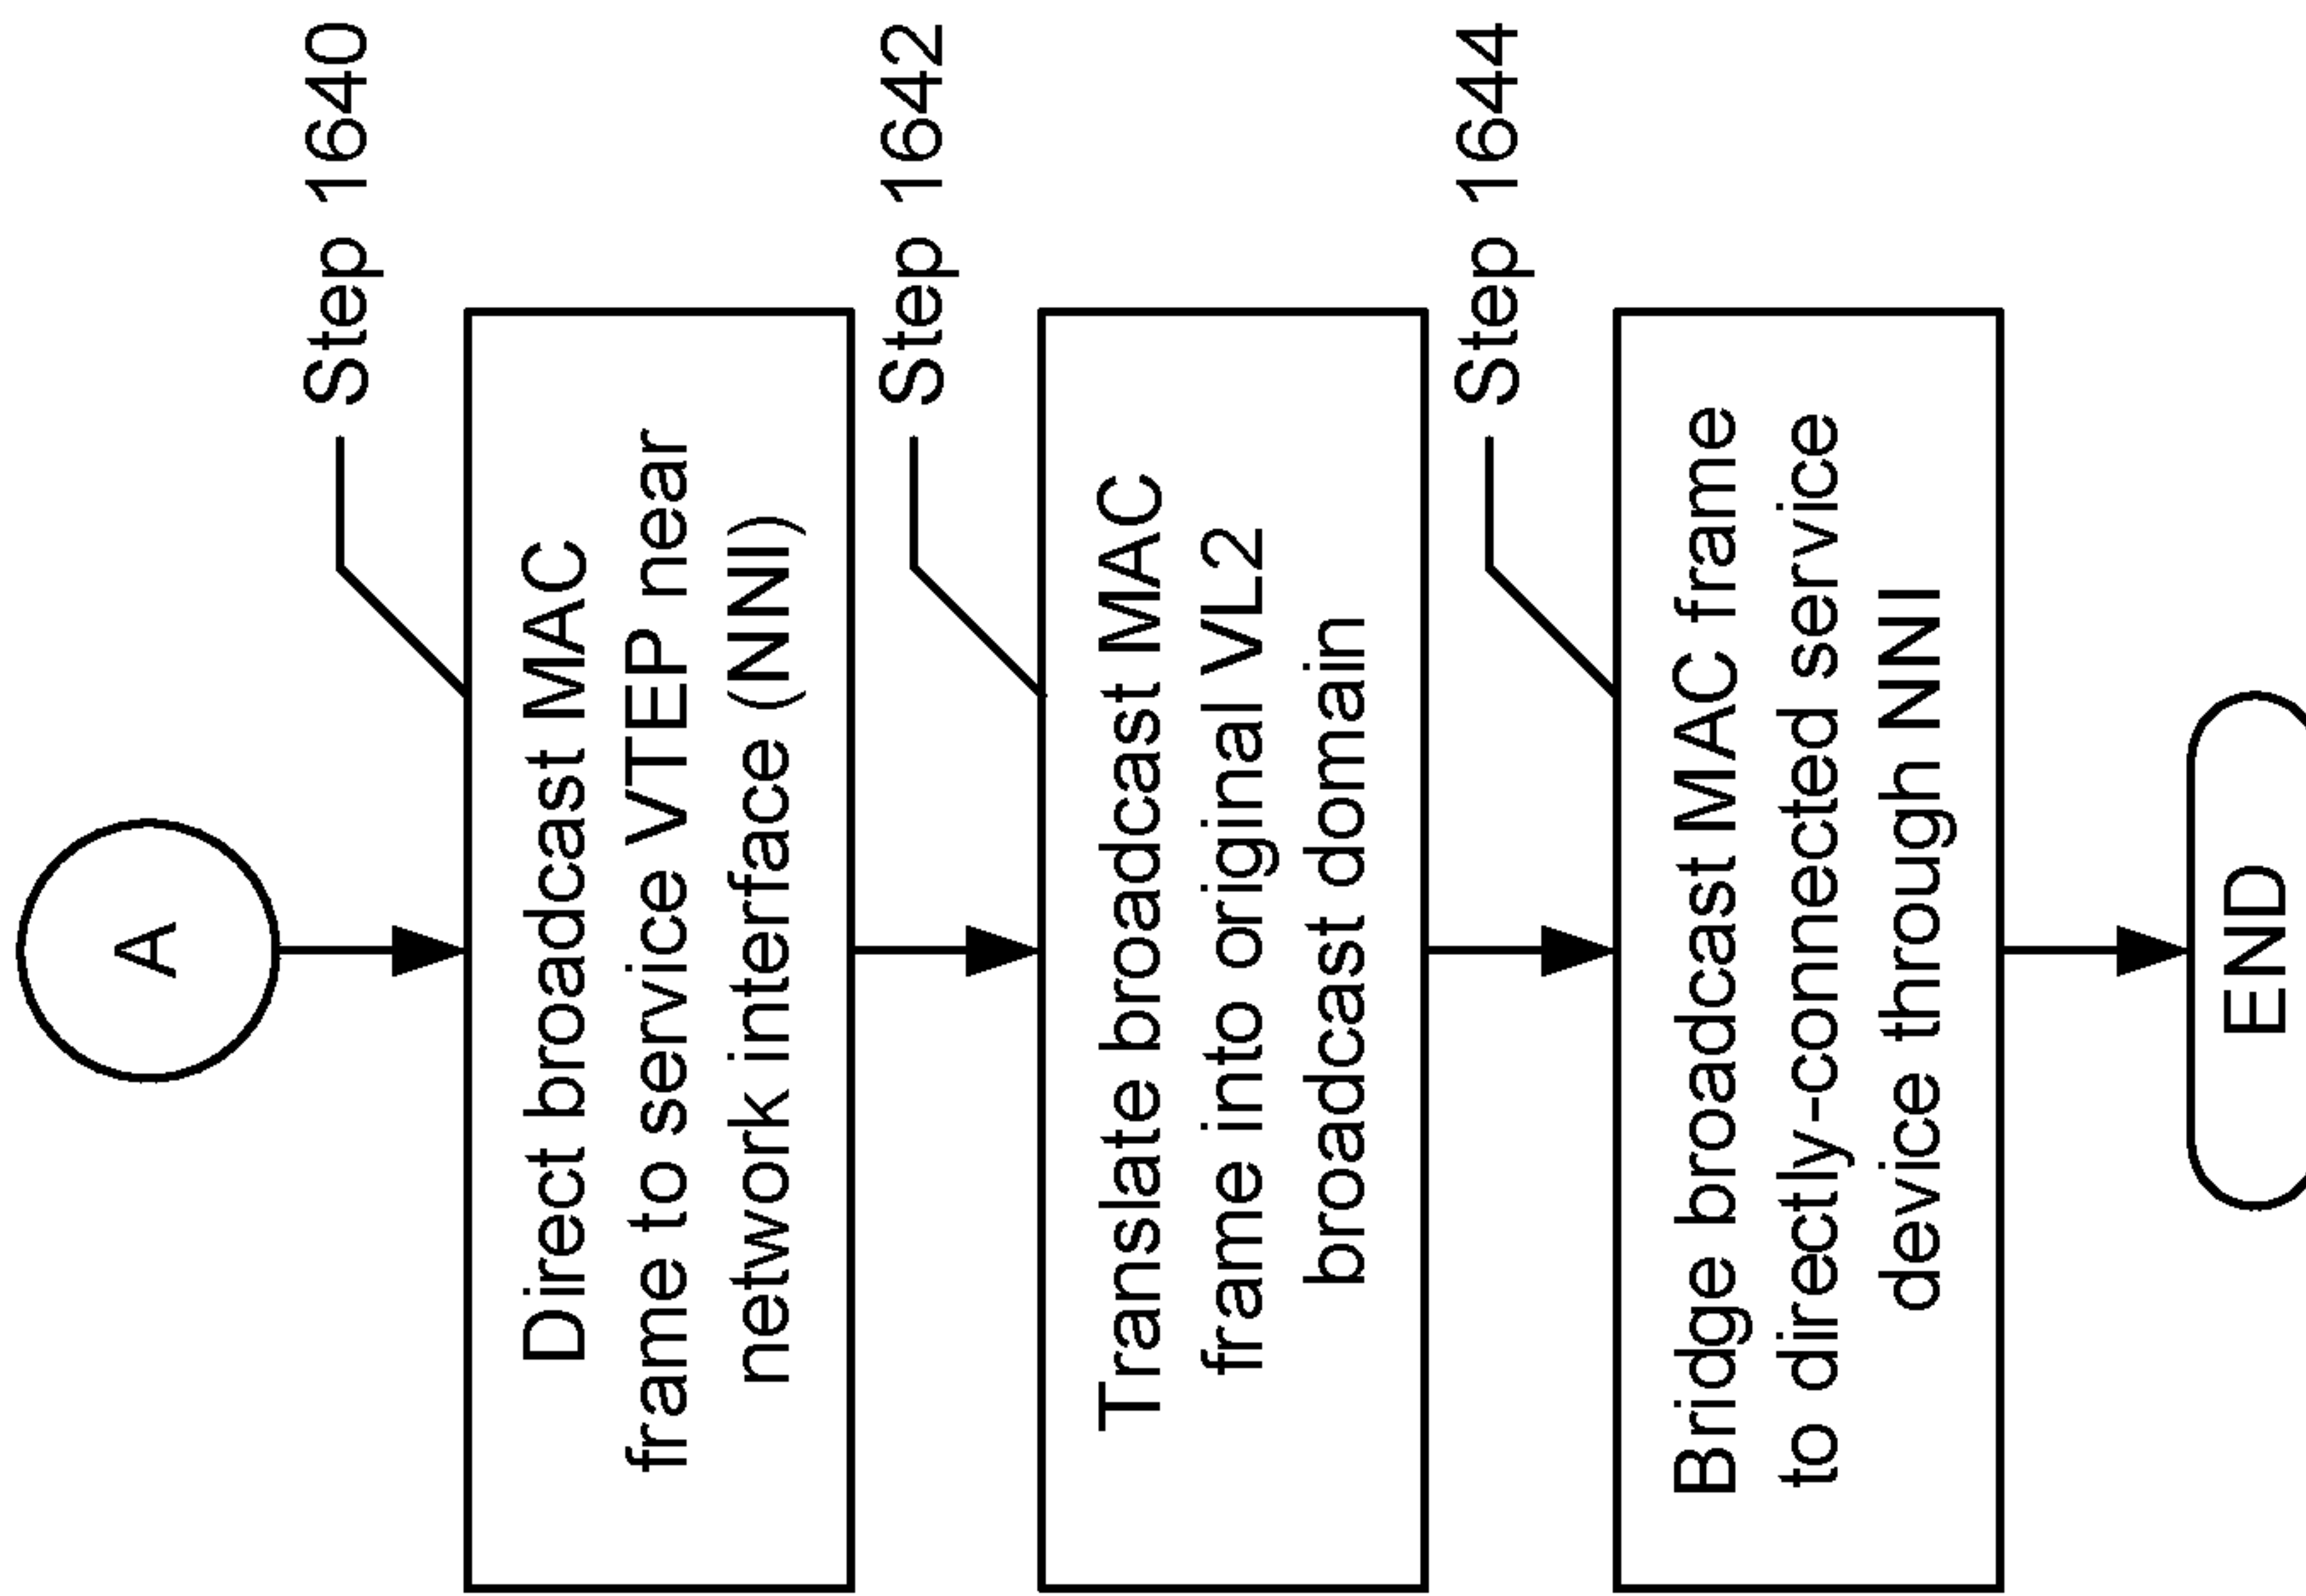 A
Step 1640
Direct broadcast MAC
frame to service VTEP near
network interface (NNI)
Step 1642
Translate broadcast MAC
frame into original VL2
broadcast domain
Step 1644
Bridge broadcast MAC frame
to directly-connected service
device through NNI
END